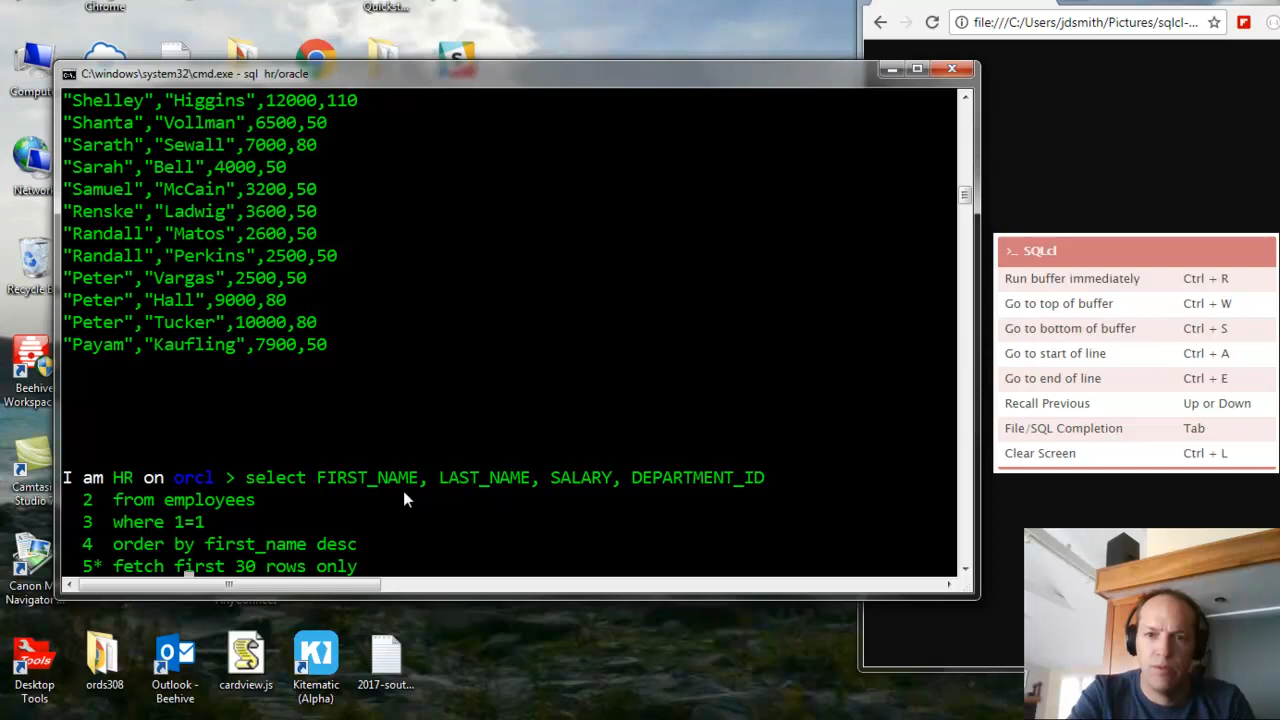 Chrome
Quickst...
file:///C:/Users/jdsmith/Pictures/sqlcl-...
C:\windows\system32\cmd.exe - sql hr/oracle
"Shelley","Higgins",12000,110
"Shanta","Vollman",6500,50
"Sarath","Sewall",7000,80
"Sarah","Bell",4000,50
"Samuel","McCain",3200,50
"Renske","Ladwig",3600,50
"Randall","Matos",2600,50
"Randall","Perkins",2500,50
"Peter","Vargas",2500,50
"Peter","Hall",9000,80
"Peter","Tucker",10000,80
"Payam","Kaufling",7900,50
I am HR on orcl > select FIRST_NAME, LAST_NAME, SALARY, DEPARTMENT_ID
2 from employees
3 where 1=1
4 order by first_name desc
5* fetch first 30 rows only
>_ SQLcl
Run buffer immediately Ctrl + R
Go to top of buffer Ctrl + W
Go to bottom of buffer Ctrl + S
Go to start of line Ctrl + A
Go to end of line Ctrl + E
Recall Previous Up or Down
File/SQL Completion Tab
Clear Screen Ctrl + L
Comput
Network
Recycle B
Beehive
Workspac
Camtas
Studio 7
Canon M
Navigator
Tools
Desktop
Tools
ords308
Outlook -
Beehive
cardview.js
Kitematic
(Alpha)
2017-sout...